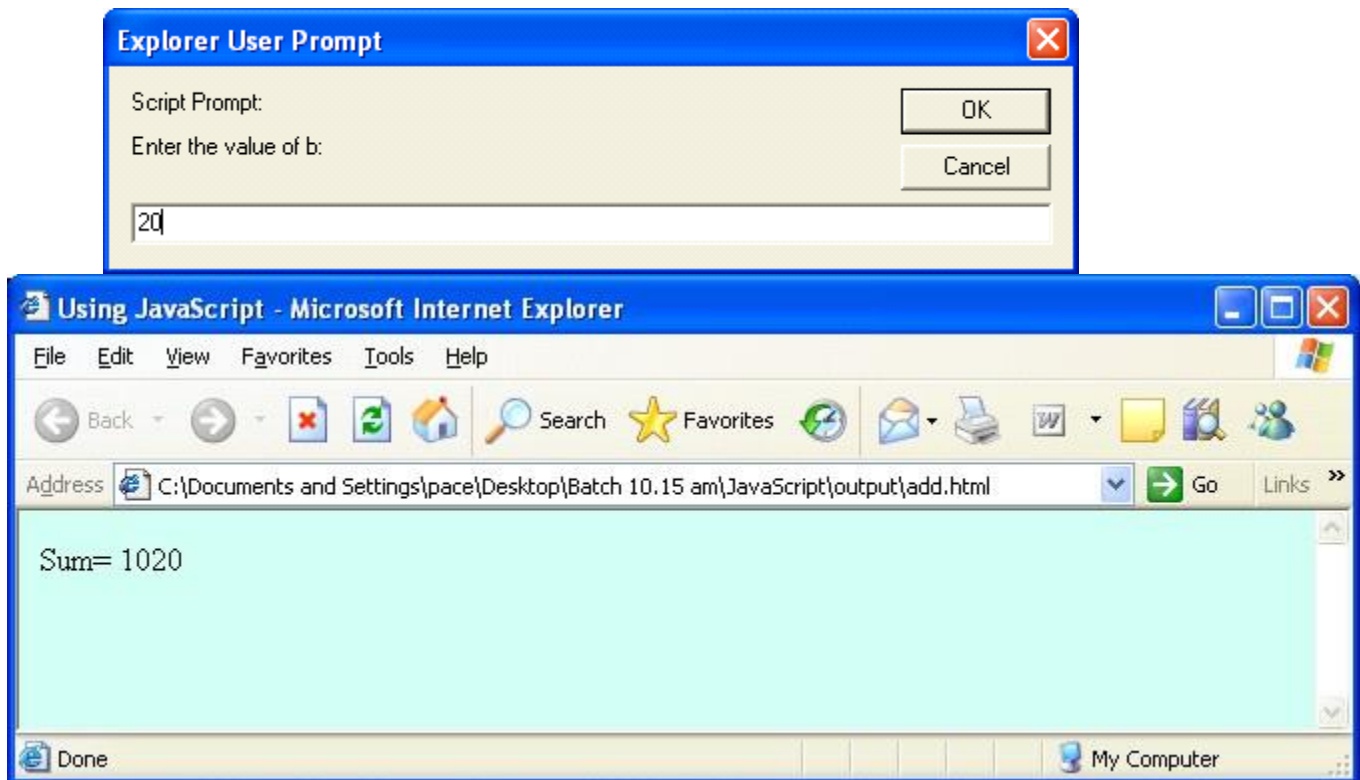 Explorer User Prompt
Script Prompt:
OK
Enter the value of b:
Cancel
20
Using JavaScript - Microsoft Internet Explorer
File Edit View Favorites Tools Help
Back Search Favorites W
Address C:\Documents and Settings\pace\Desktop\Batch 10.15 am\JavaScript\output\add.html Go Links »
Sum= 1020
Done My Computer